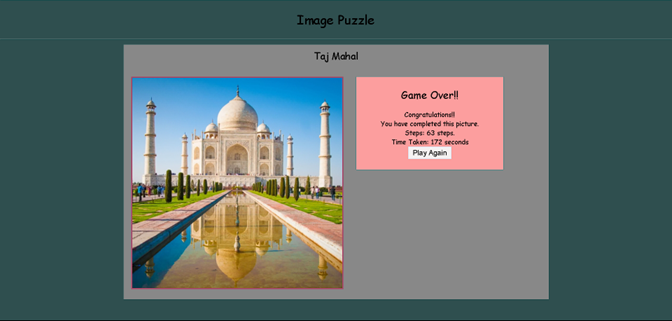 Image Puzzle
Taj Mahal
Game Over!!
Congratulations!!
You have completed this picture.
Steps: 63 steps.
Time Taken: 172 seconds
Play Again